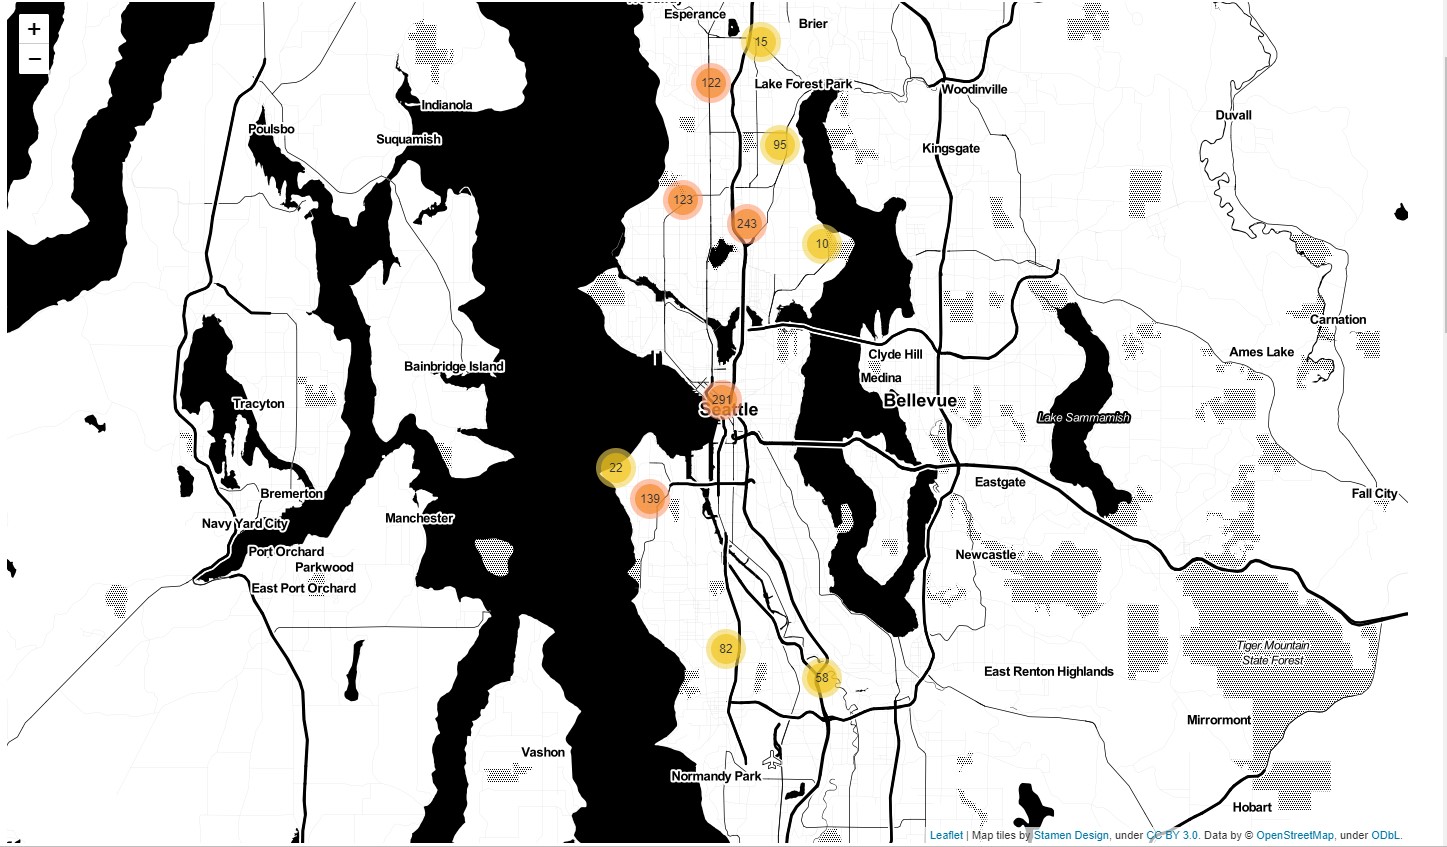 Esperance
Brier
+
−
15
122
Lake Forest Park
Woodinville
Indianola
Duvall
Poulsbo
Suquamish
95
Kingsgate
123
243
10
Carnation
Clyde Hill
Ames Lake
Bainbridge Island
Medina
291
Bellevue
Tracyton
Seattle
Lake Sammamish
22
Eastgate
Bremerton
139
Fall City
Manchester
Navy Yard City
Port Orchard
Newcastle
Parkwood
East Port Orchard
82
Tiger Mountain
State Forest
58
East Renton Highlands
Mirrormont
Vashon
Normandy Park
Hobart
Leaflet | Map tiles by Stamen Design, under CC BY 3.0. Data by © OpenStreetMap, under ODbL.